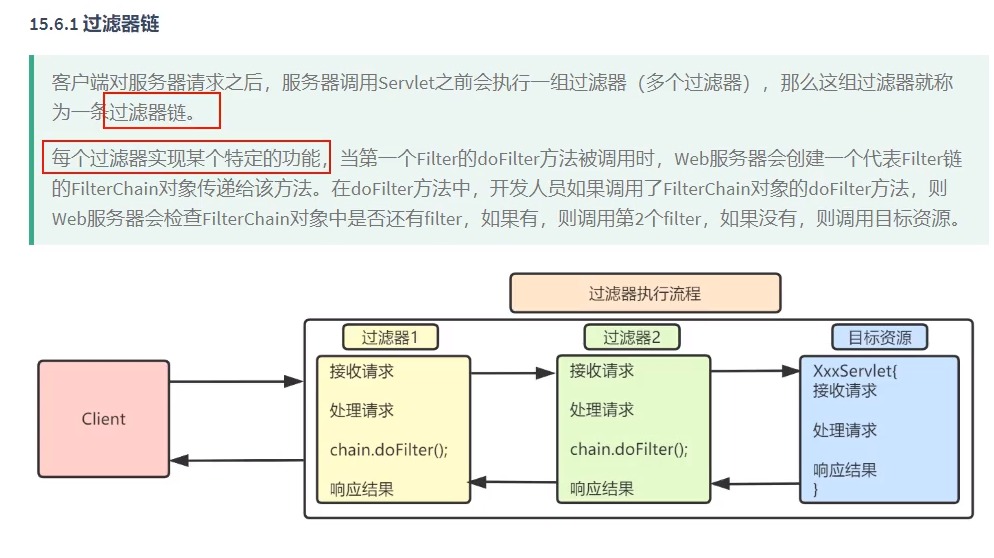 15.6.1 过滤器链
客户端对服务器请求之后，服务器调用Servlet之前会执行一组过滤器（多个过滤器），那么这组过滤器就称
为一条过滤器链。
每个过滤器实现某个特定的功能，当第一个Filter的doFilter方法被调用时，Web服务器会创建一个代表Filter链
的FilterChain对象传递给该方法。在doFilter方法中，开发人员如果调用了FilterChain对象的doFilter方法，则
Web服务器会检查FilterChain对象中是否还有filter，如果有，则调用第2个filter，如果没有，则调用目标资源。
过滤器执行流程
Client
过滤器1
接收请求
处理请求
chain.doFilter();
响应结果
过滤器2
接收请求
处理请求
chain.doFilter();
响应结果
目标资源
XxxServlet{
接收请求
处理请求
响应结果
}